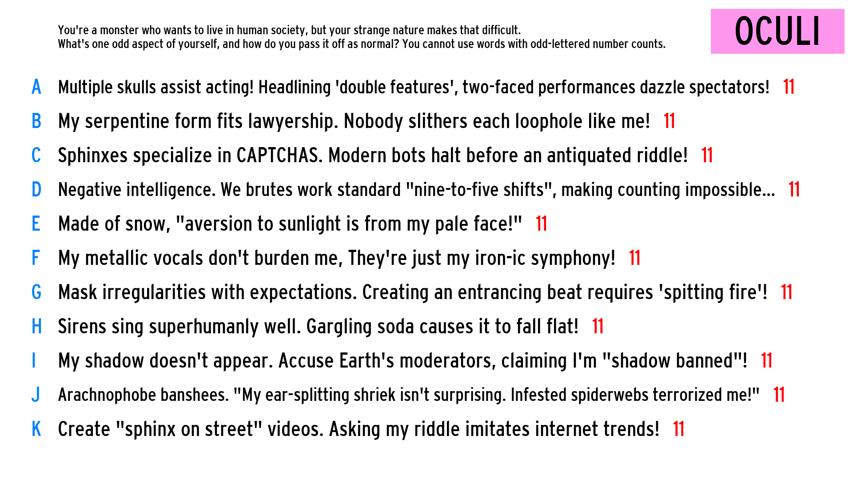 You're a monster who wants to live in human society, but your strange nature makes that difficult.
What's one odd aspect of yourself, and how do you pass it off as normal? You cannot use words with odd-lettered number counts.
OCULI
A Multiple skulls assist acting! Headlining 'double features', two-faced performances dazzle spectators! 11
B My serpentine form fits lawyership. Nobody slithers each loophole like me! 11
C Sphinxes specialize in CAPTCHAS. Modern bots halt before an antiquated riddle! 11
D Negative intelligence. We brutes work standard "nine-to-five shifts", making counting impossible... 11
E Made of snow, "aversion to sunlight is from my pale face!" 11
F My metallic vocals don't burden me, They're just my iron-ic symphony! 11
G Mask irregularities with expectations. Creating an entrancing beat requires 'spitting fire'! 11
H Sirens sing superhumanly well. Gargling soda causes it to fall flat! 11
I My shadow doesn't appear. Accuse Earth's moderators, claiming I'm "shadow banned"! 11
J Arachnophobe banshees. "My ear-splitting shriek isn't surprising. Infested spiderwebs terrorized me!" 11
K Create "sphinx on street" videos. Asking my riddle imitates internet trends! 11